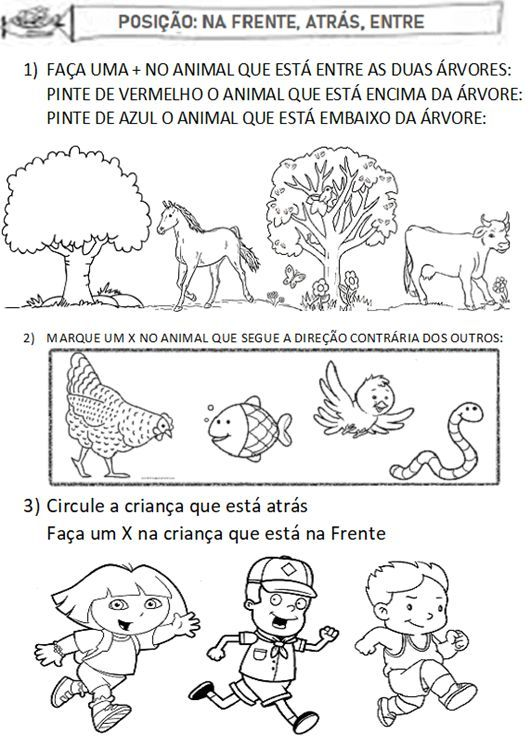 POSIÇÃO: NA FRENTE, ATRÁS, ENTRE
1) FAÇA UMA + NO ANIMAL QUE ESTÁ ENTRE AS DUAS ÁRVORES:
PINTE DE VERMELHO O ANIMAL QUE ESTÁ ENCIMA DA ÁRVORE:
PINTE DE AZUL O ANIMAL QUE ESTÁ EMBAIXO DA ÁRVORE:
2) MARQUE UM X NO ANIMAL QUE SEGUE A DIREÇÃO CONTRÁRIA DOS OUTROS:
3) Circule a criança que está atrás
Faça um X na criança que está na Frente